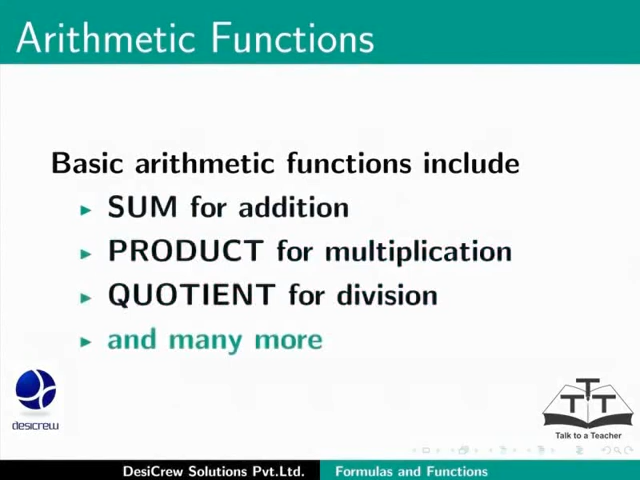 Arithmetic Functions
Basic arithmetic functions include
SUM for addition
PRODUCT for multiplication
QUOTIENT for division
and many more
desicrew
TTT
Talk to a Teacher
DesiCrew Solutions Pvt.Ltd.
Formulas and Functions